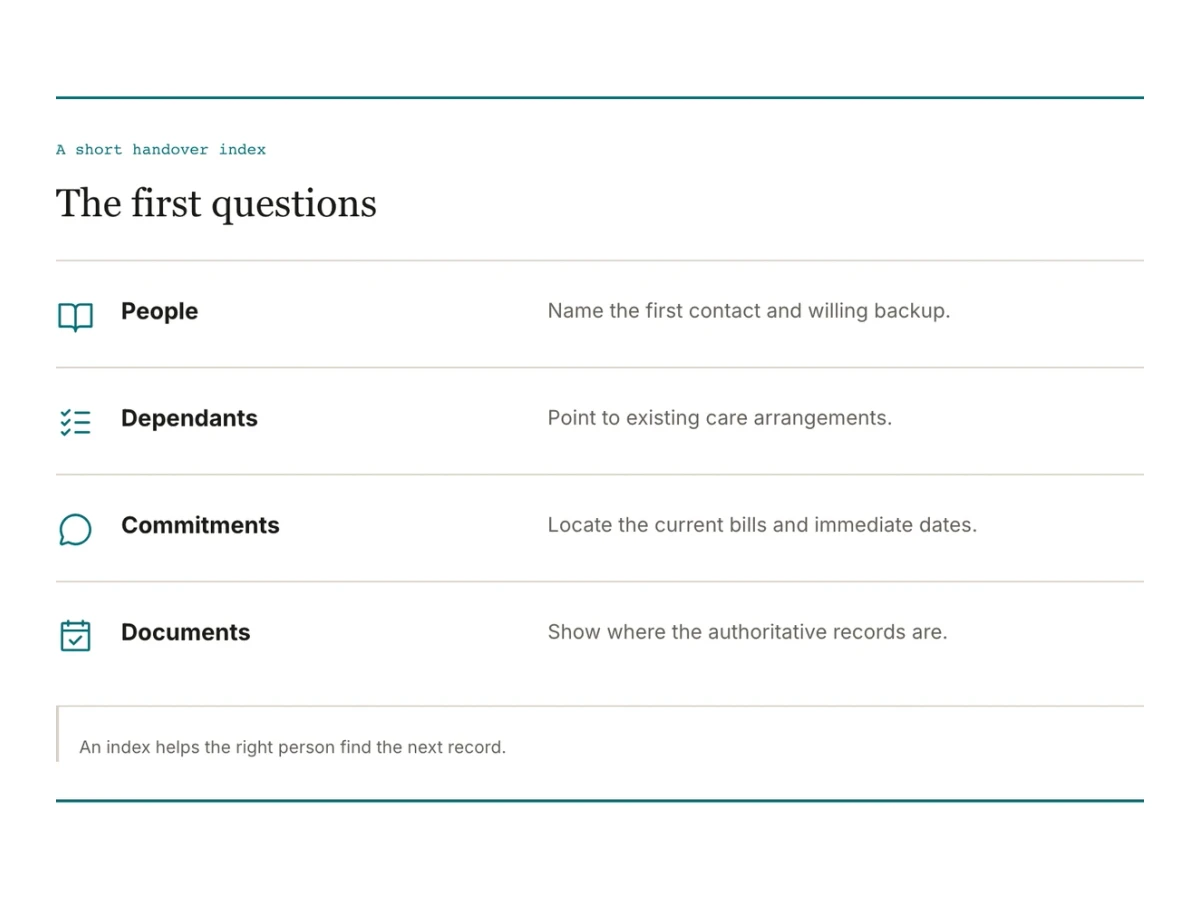 A short handover index
The first questions
People
Name the first contact and willing backup.
Dependants
Point to existing care arrangements.
Commitments
Locate the current bills and immediate dates.
Documents
Show where the authoritative records are.
An index helps the right person find the next record.